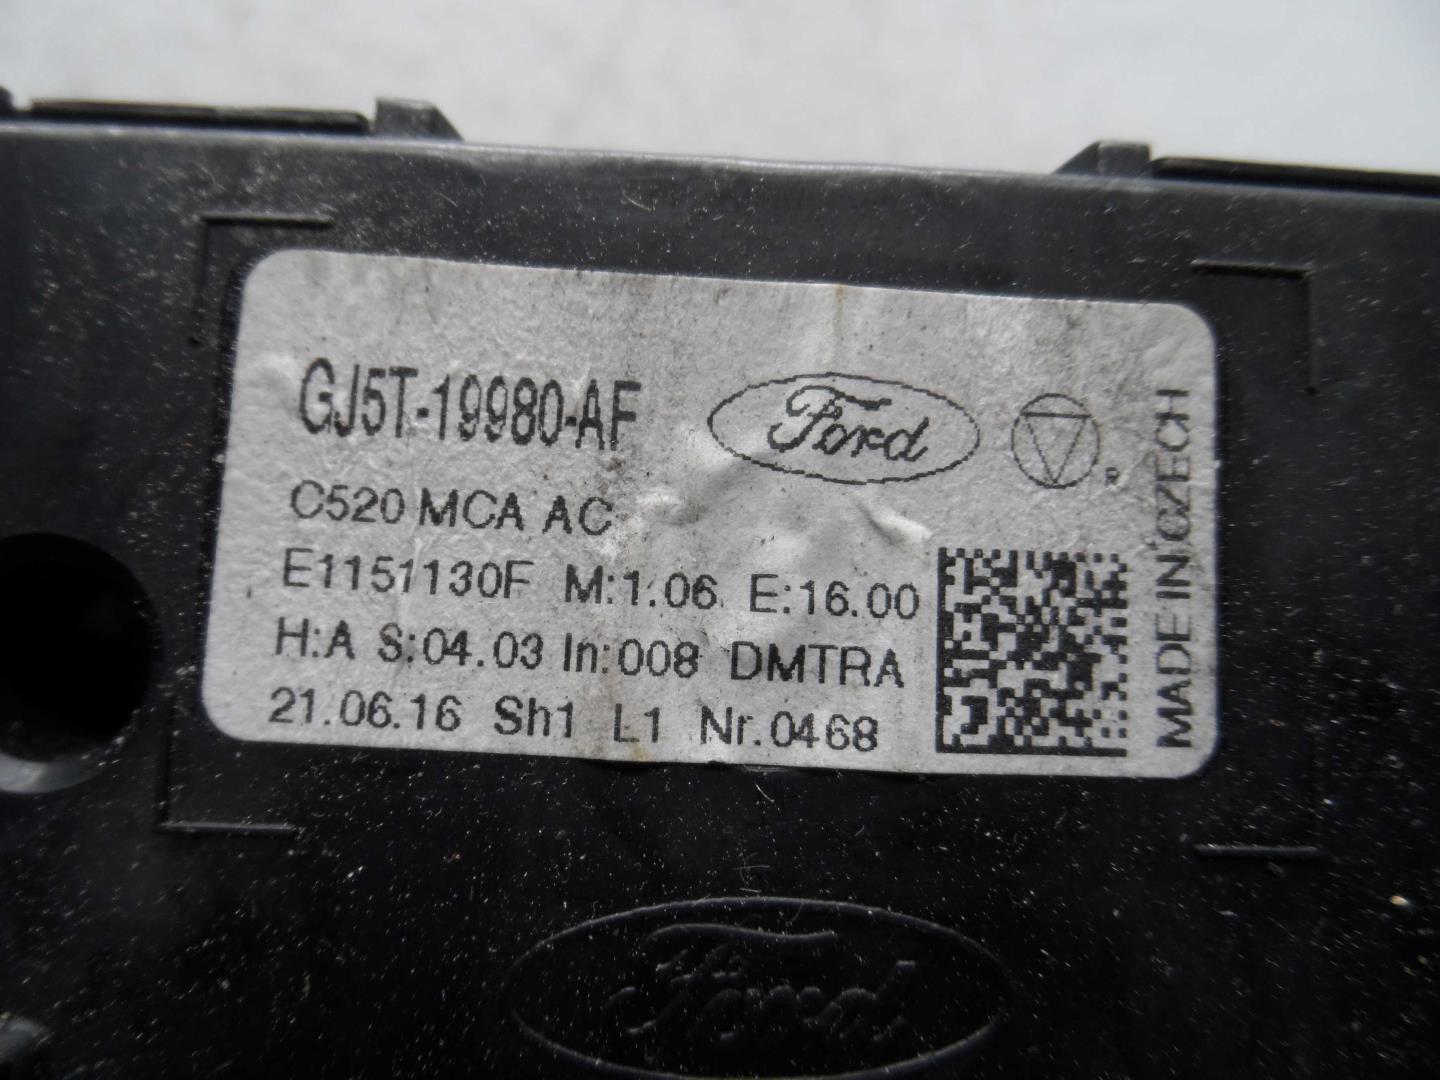 GJ5T-19980-AF
Ford
R
C520 MCA AC
E1151130F M:1.06 E:16.00
H:A S:04.03 In:008 DMTRA
21.06.16 Sh1 L1 Nr.0468
MADE IN CZECH
Ford